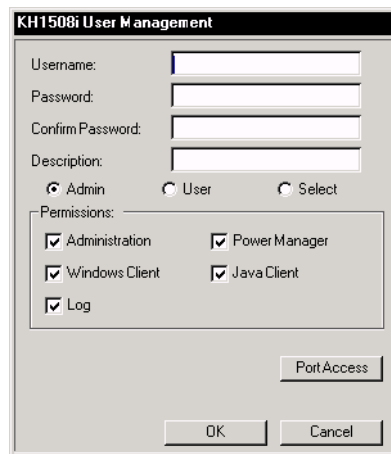 KH1508i User Management
Username:
Password:
Confirm Password:
Description:
Admin User Select
Permissions:
Administration Power Manager
Windows Client Java Client
Log
Port Access
OK Cancel